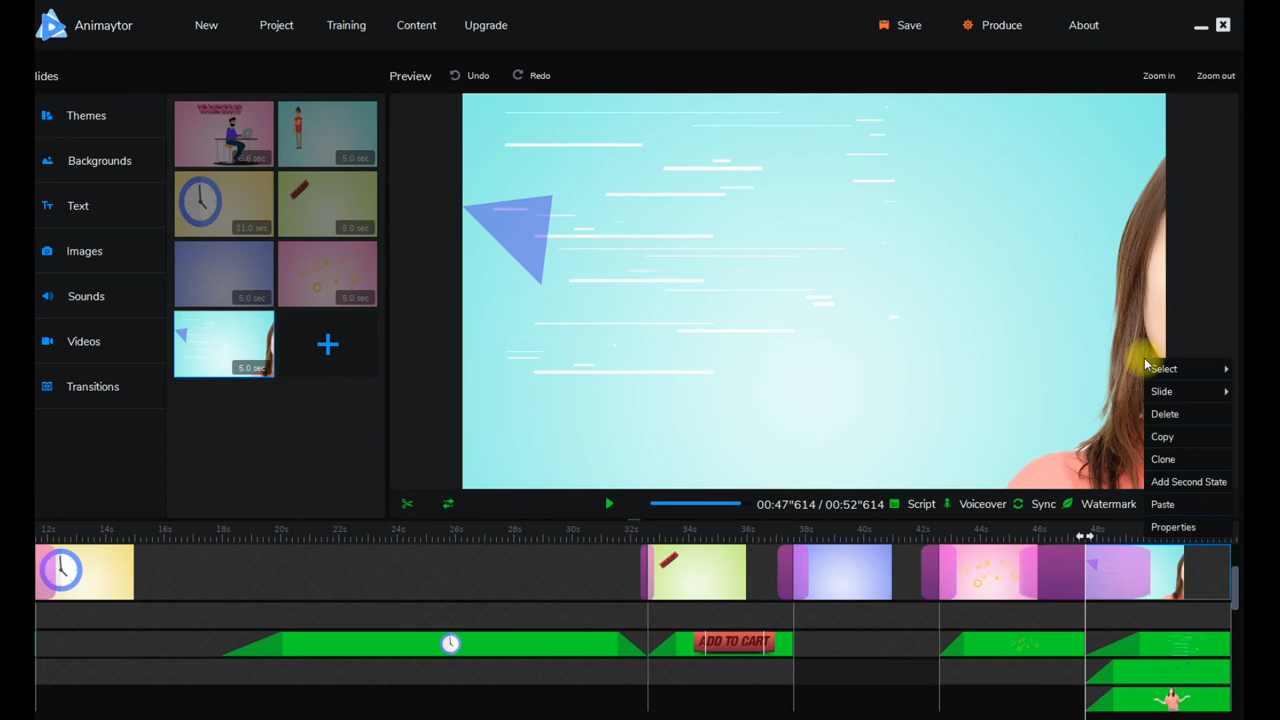 Animaytor New Project Training Content Upgrade Save Produce About
lides Preview Undo Redo Zoom in Zoom out
Themes
Backgrounds
Text
Images
Sounds
Videos
Transitions
5.0 sec
21.0 sec 5.0 sec
5.0 sec 5.0 sec
5.0 sec
Select
Slide
Delete
Copy
Clone
Add Second State
Paste
Properties
00:47"614 / 00:52"614 Script Voiceover Sync Watermark
12s 14s 16s 18s 20s 22s 24s 26s 28s 30s 32s 34s 36s 38s 40s 42s 44s 46s 48s
ADD TO CART